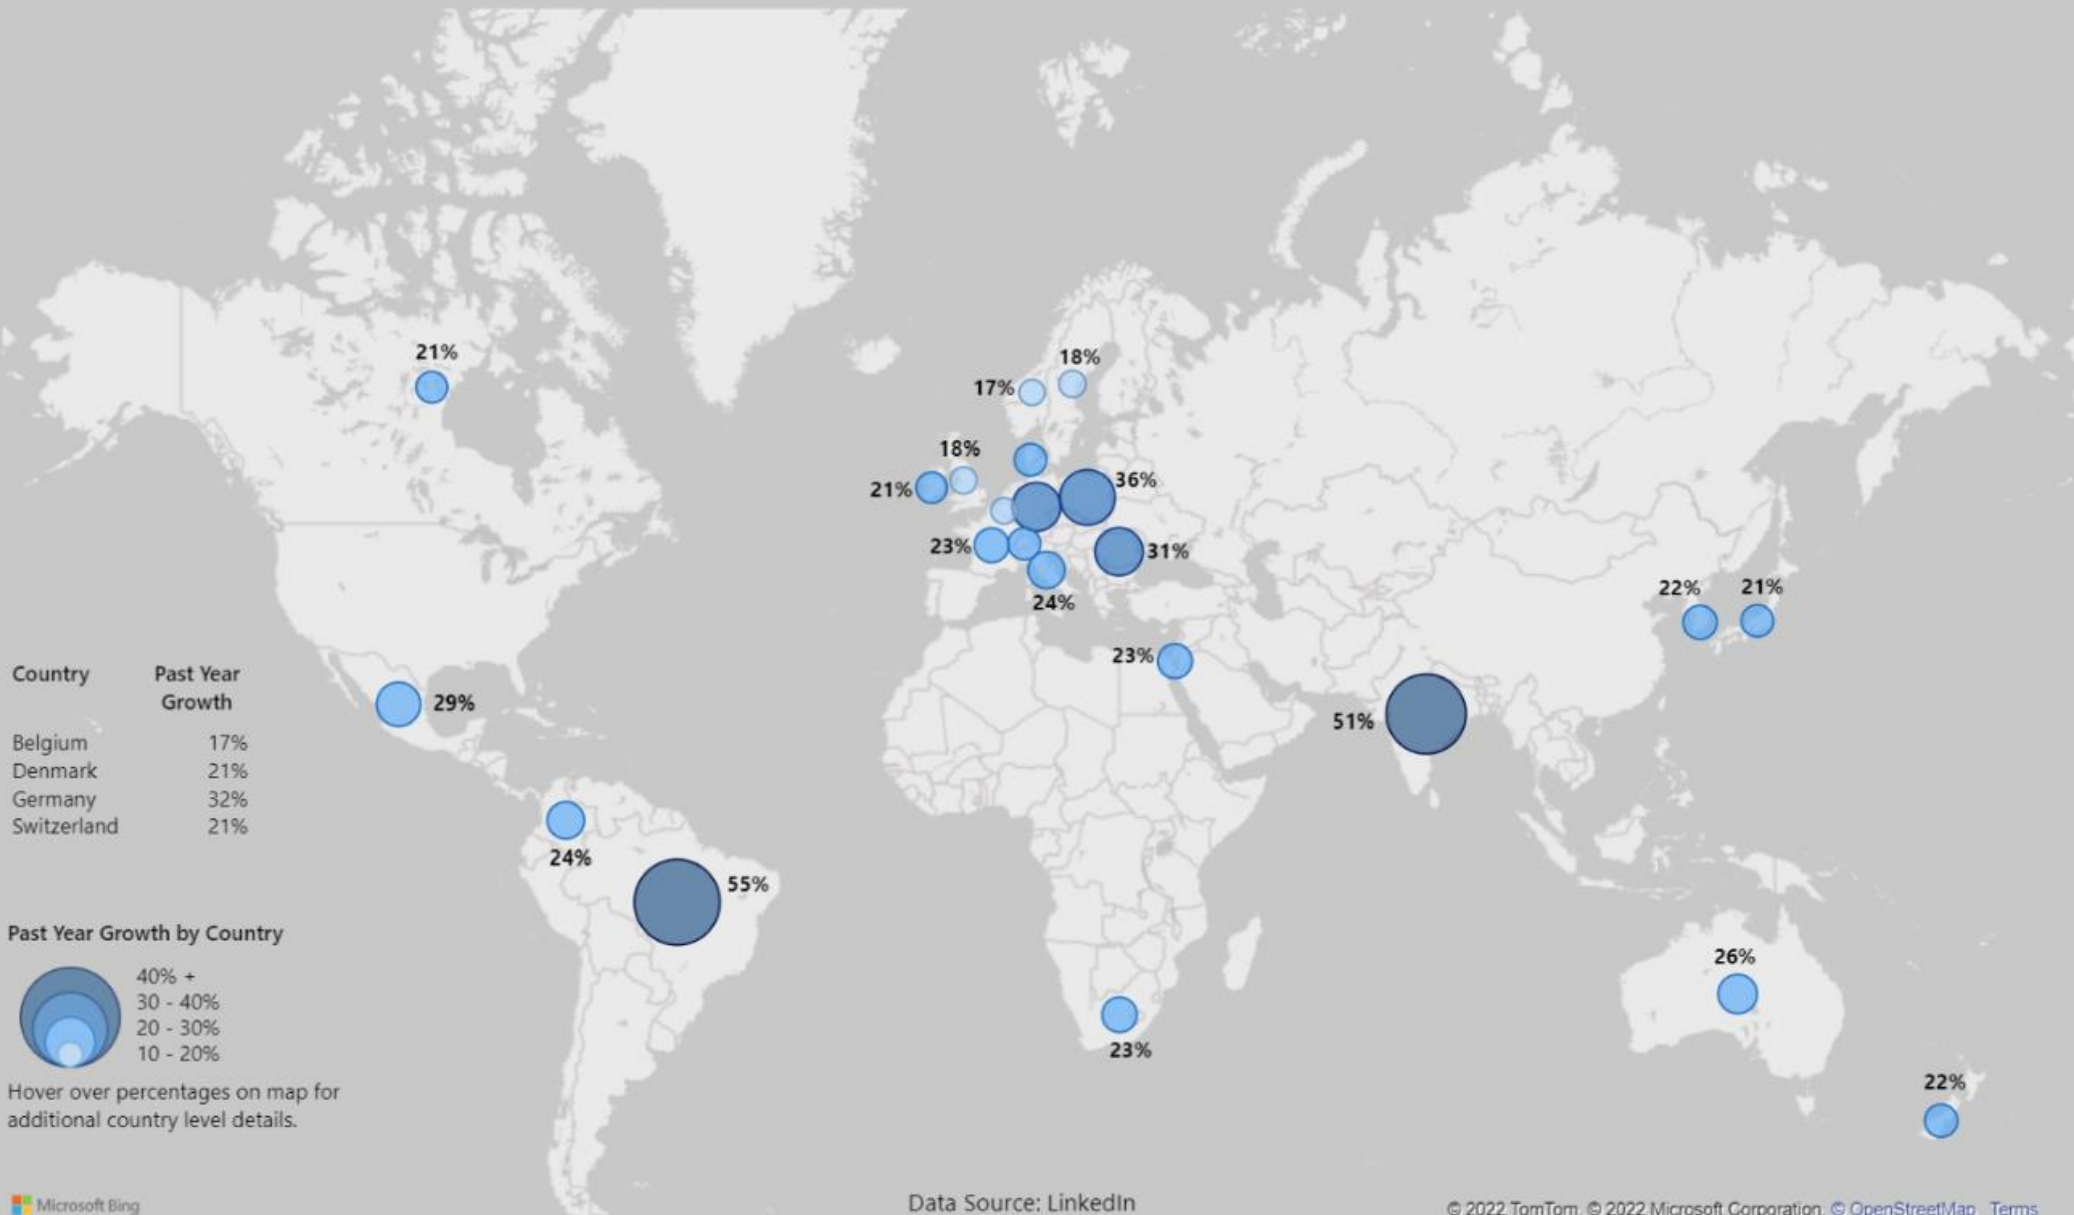 21%
18%
17%
18%
21%
36%
23%
31%
24%
22%
21%
23%
Country Past Year Growth
29%
51%
Belgium 17%
Denmark 21%
Germany 32%
Switzerland 21%
24%
55%
Past Year Growth by Country
40% +
30 - 40%
20 - 30%
10 - 20%
26%
23%
Hover over percentages on map for
additional country level details.
22%
Microsoft Bing
Data Source: LinkedIn
© 2022 TomTom, © 2022 Microsoft Corporation, © OpenStreetMap Terms